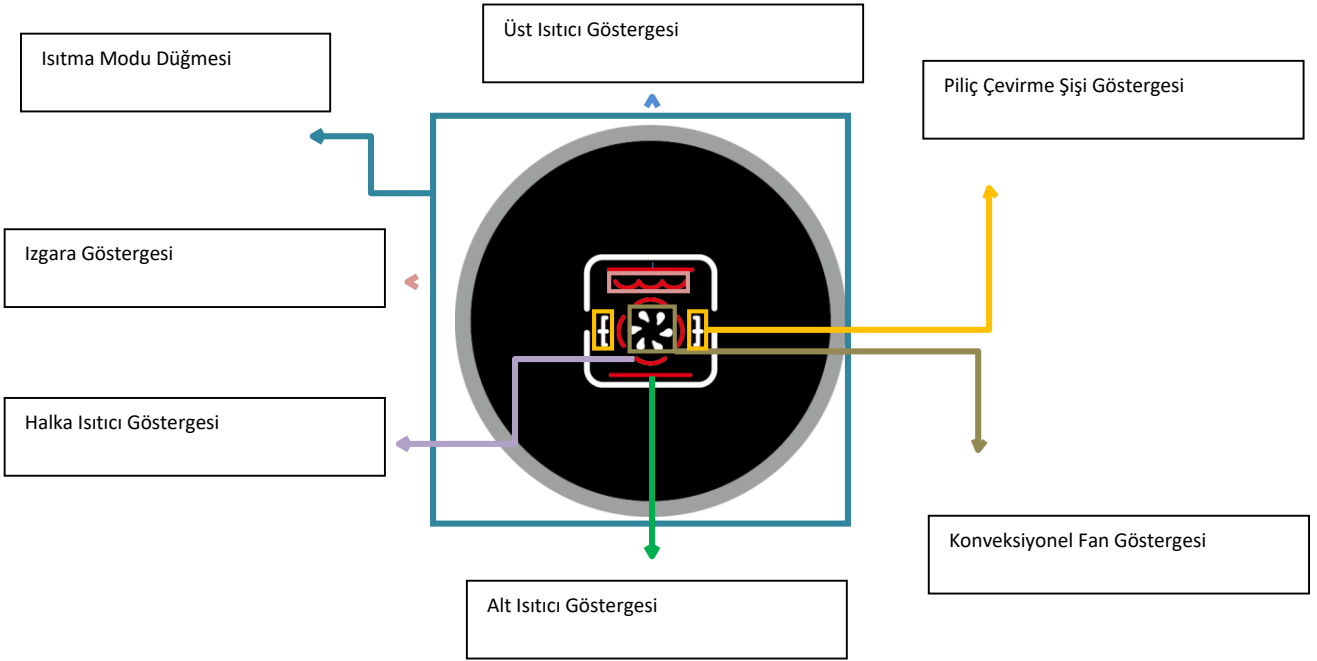 Üst Isıtıcı Göstergesi
Isıtma Modu Düğmesi
Piliç Çevirme Şişi Göstergesi
Izgara Göstergesi
Halka Isıtıcı Göstergesi
Konveksiyonel Fan Göstergesi
Alt Isıtıcı Göstergesi